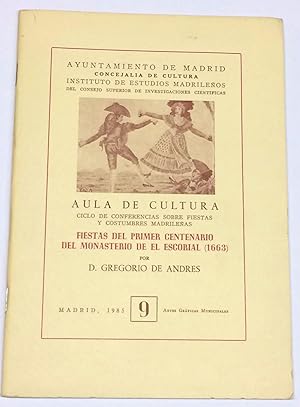 AYUNTAMIENTO DE MADRID
CONCEJALIA DE CULTURA
INSTITUTO DE ESTUDIOS MADRILEÑOS
DEL CONSEJO SUPERIOR DE INVESTIGACIONES CIENTIFICAS
AULA DE CULTURA
CICLO DE CONFERENCIAS SOBRE FIESTAS
Y COSTUMBRES MADRILEÑAS
FIESTAS DEL PRIMER CENTENARIO
DEL MONASTERIO DE EL ESCORIAL (1663)
POR
D. GREGORIO DE ANDRES
MADRID, 1985 9 ARTES GRÁFICAS MUNICIPALES